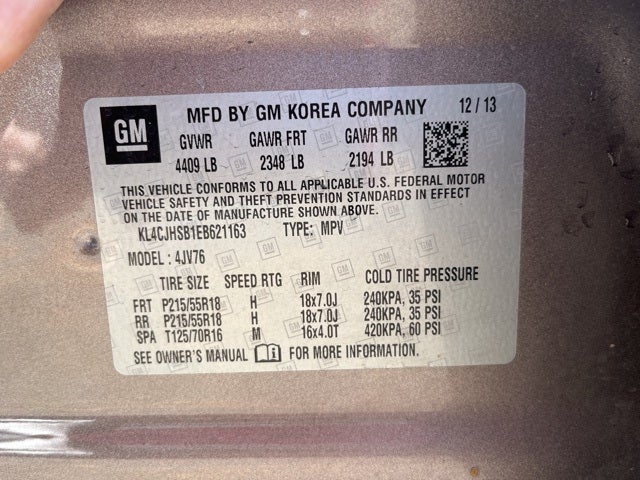 GM MFD BY GM KOREA COMPANY 12/13
GVWR GAWR FRT GAWR RR
4409 LB 2348 LB 2194 LB
THIS VEHICLE CONFORMS TO ALL APPLICABLE U.S. FEDERAL MOTOR
VEHICLE SAFETY AND THEFT PREVENTION STANDARDS IN EFFECT
ON THE DATE OF MANUFACTURE SHOWN ABOVE.
KL4CJHSB1EB621163 TYPE: MPV
MODEL: 4JV76
TIRE SIZE SPEED RTG RIM COLD TIRE PRESSURE
FRT P215/55R18 H 18x7.0J 240KPA, 35 PSI
RR P215/55R18 H 18x7.0J 240KPA, 35 PSI
SPA T125/70R16 M 16x4.0T 420KPA, 60 PSI
SEE OWNER'S MANUAL FOR MORE INFORMATION.